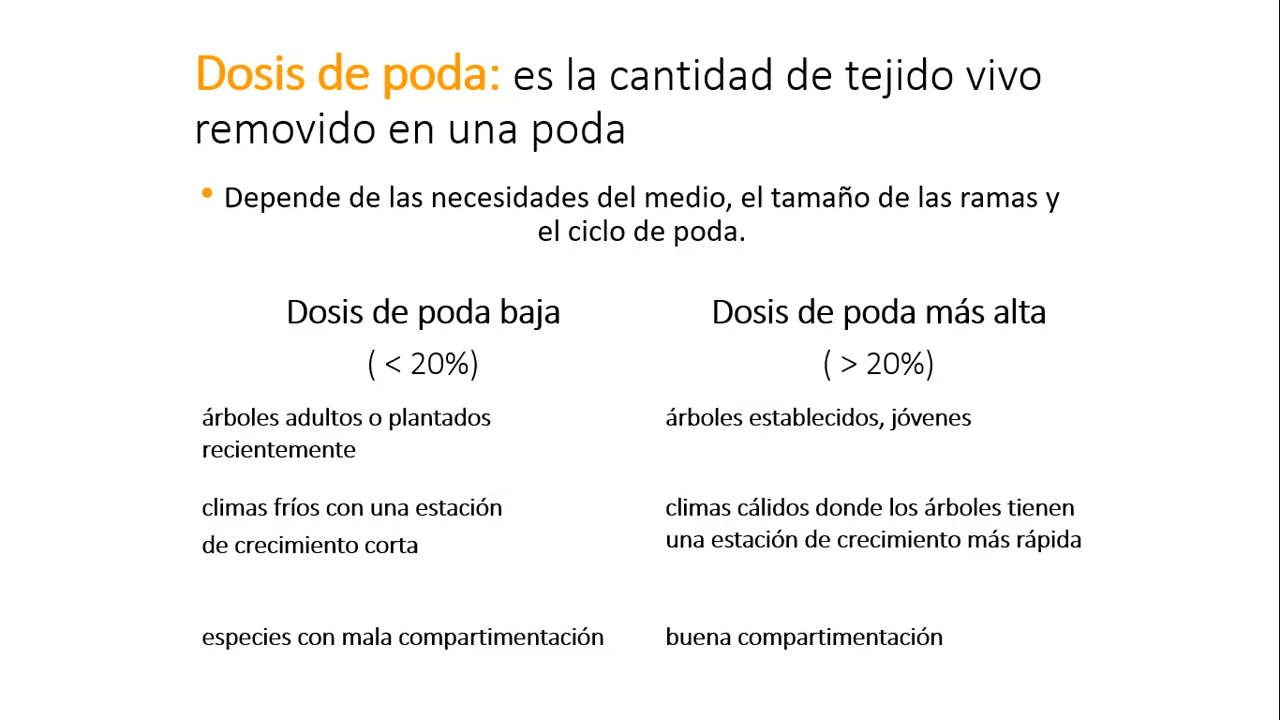 Dosis de poda: es la cantidad de tejido vivo
removido en una poda
• Depende de las necesidades del medio, el tamaño de las ramas y
el ciclo de poda.
Dosis de poda baja
( < 20%)
árboles adultos o plantados
recientemente
climas fríos con una estación
de crecimiento corta
especies con mala compartimentación
Dosis de poda más alta
( > 20%)
árboles establecidos, jóvenes
climas cálidos donde los árboles tienen
una estación de crecimiento más rápida
buena compartimentación